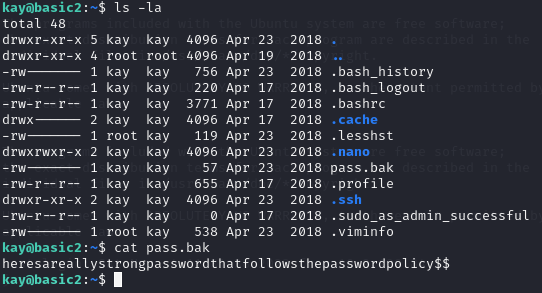 kay@basic2:~$ ls -la
total 48
drwxr-xr-x 5 kay  kay  4096 Apr 23  2018 .
drwxr-xr-x 4 root root 4096 Apr 19  2018 ..
-rw------- 1 kay  kay   756 Apr 23  2018 .bash_history
-rw-r--r-- 1 kay  kay   220 Apr 17  2018 .bash_logout
-rw-r--r-- 1 kay  kay  3771 Apr 17  2018 .bashrc
drwx------ 2 kay  kay  4096 Apr 17  2018 .cache
-rw------- 1 root kay   119 Apr 23  2018 .lesshst
drwxrwxr-x 2 kay  kay  4096 Apr 23  2018 .nano
-rw------- 1 kay  kay    57 Apr 23  2018 pass.bak
-rw-r--r-- 1 kay  kay   655 Apr 17  2018 .profile
drwxr-xr-x 2 kay  kay  4096 Apr 23  2018 .ssh
-rw-r--r-- 1 kay  kay     0 Apr 17  2018 .sudo_as_admin_successful
-rw------- 1 root kay   538 Apr 23  2018 .viminfo
kay@basic2:~$ cat pass.bak
heresareallystrongpasswordthatfollowsthepasswordpolicy$$
kay@basic2:~$